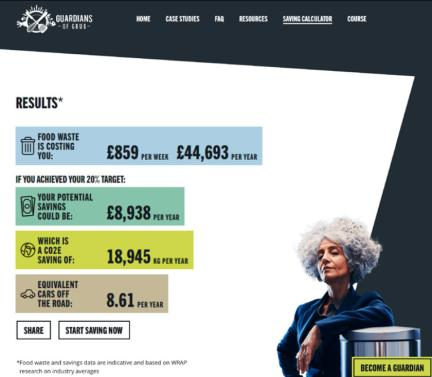 GUARDIANS
OF GRUB
HOME CASE STUDIES FAQ RESOURCES SAVING CALCULATOR COURSE
RESULTS*
FOOD WASTE
IS COSTING
YOU:
£859 PER WEEK £44,693 PER YEAR
IF YOU ACHIEVED YOUR 20% TARGET:
YOUR POTENTIAL
SAVINGS
COULD BE:
£8,938 PER YEAR
WHICH IS
A CO2E
SAVING OF:
18,945 KG PER YEAR
EQUIVALENT
CARS OFF
THE ROAD:
8.61 PER YEAR
SHARE START SAVING NOW
*Food waste and savings data are indicative and based on WRAP
research on industry averages
BECOME A GUARDIAN